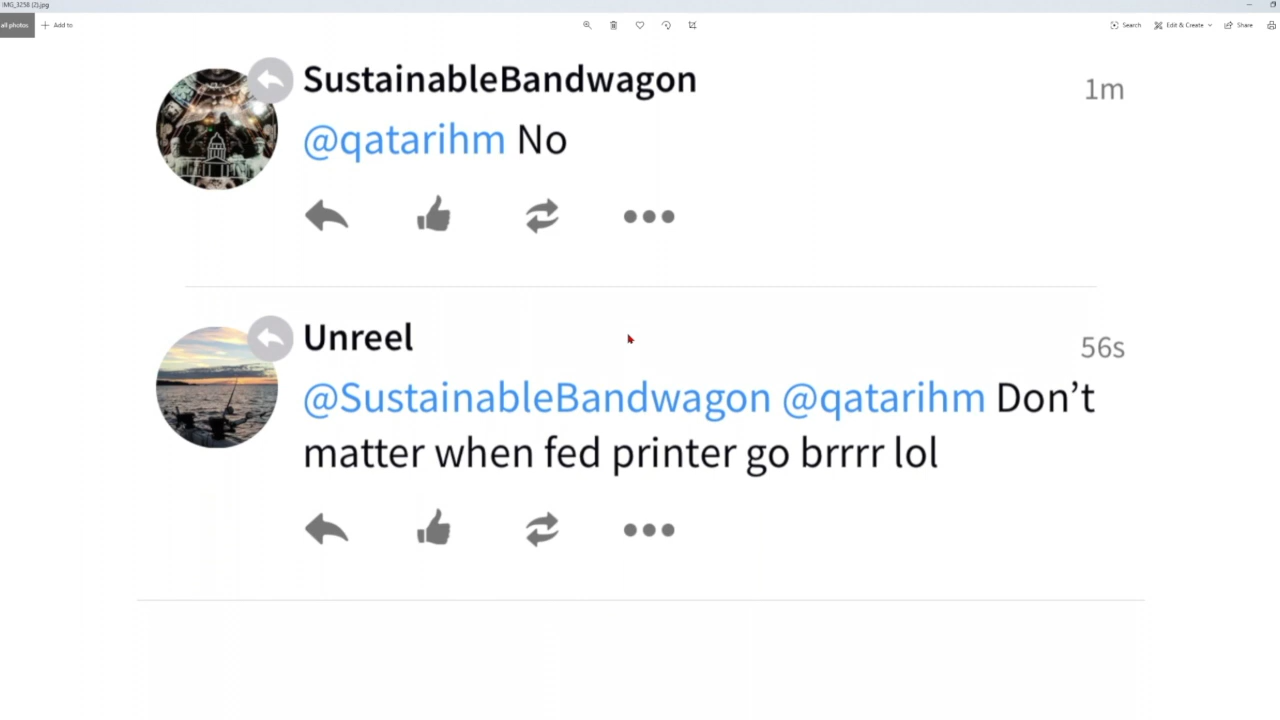 IMG_3258 (2).jpg
all photos
Add to
Search
Edit & Create
Share
SustainableBandwagon
1m
@qatarihm No
Unreel
56s
@SustainableBandwagon @qatarihm Don’t
matter when fed printer go brrrr lol